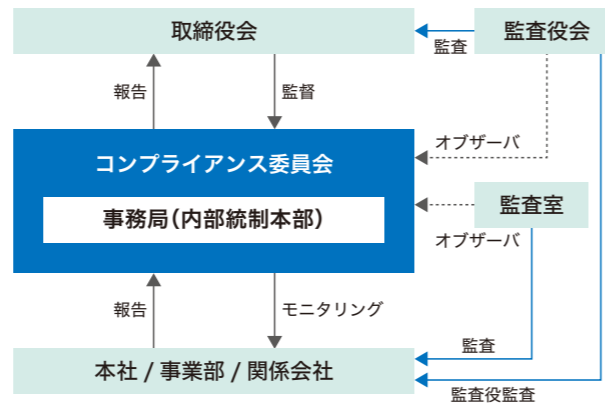 取締役会
監査役会
監査
報告
監督
オブザーバ
コンプライアンス委員会
事務局(内部統制本部)
監査室
オブザーバ
報告
モニタリング
監査
本社 / 事業部 / 関係会社
監査役監査